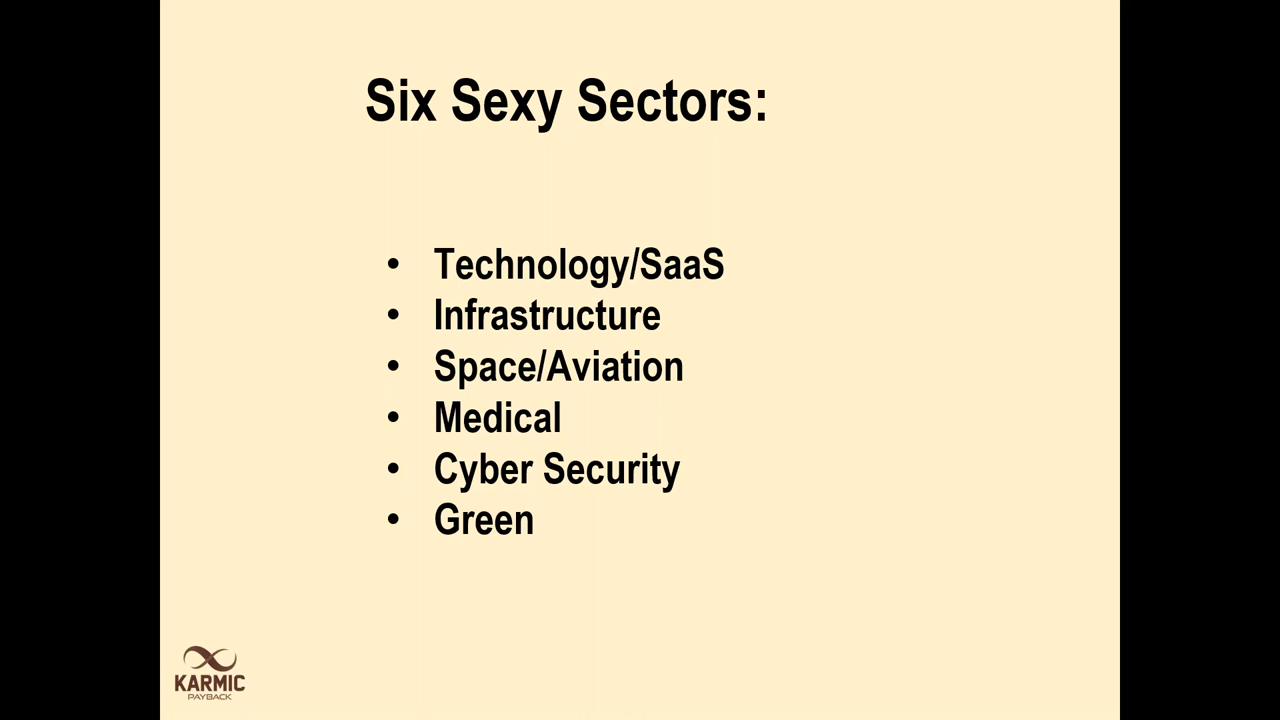 Six Sexy Sectors:
• Technology/SaaS
• Infrastructure
• Space/Aviation
• Medical
• Cyber Security
• Green
KARMIC
PAYBACK